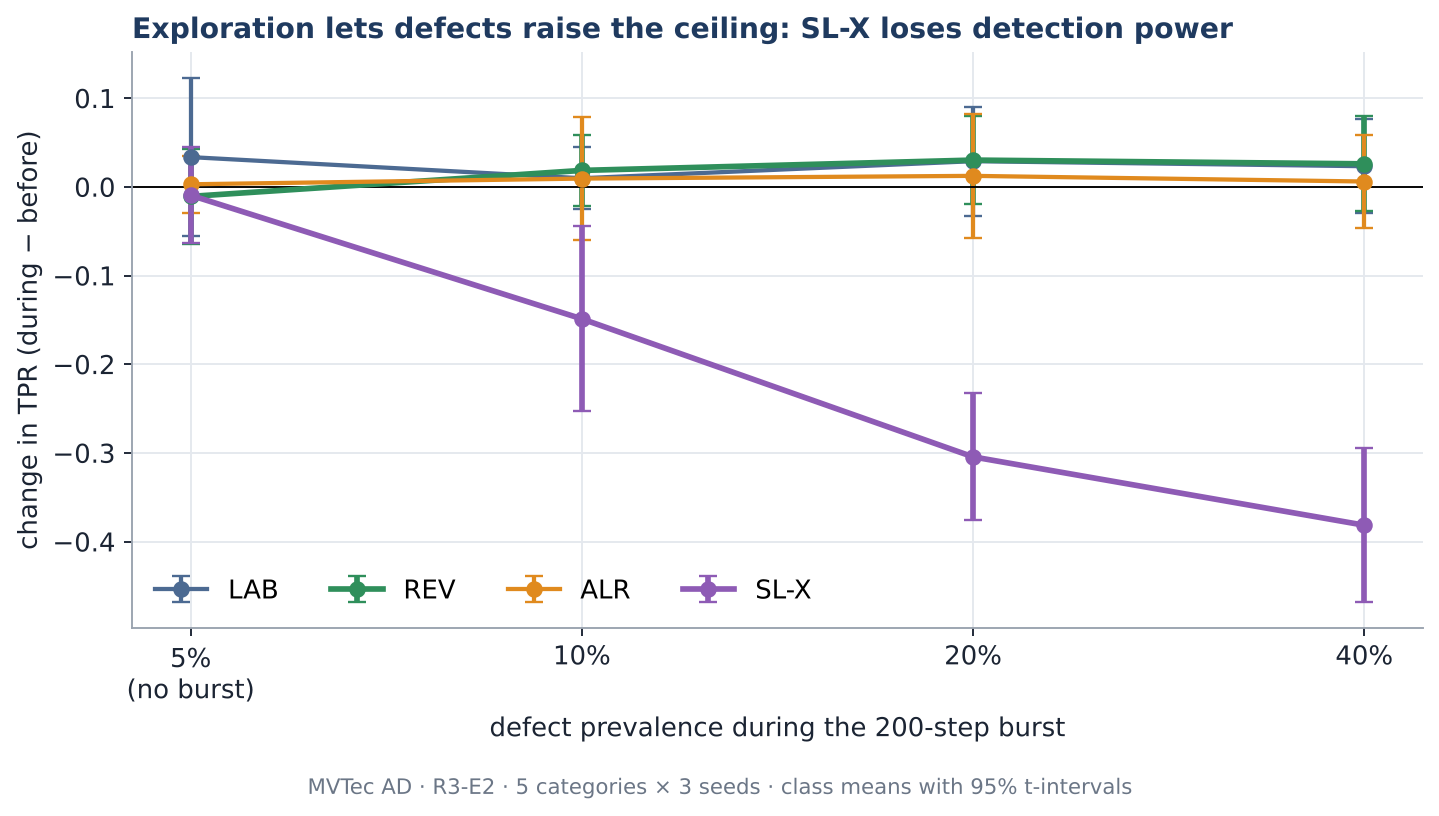 Exploration lets defects raise the ceiling: SL-X loses detection power
change in TPR (during − before)
0.1
0.0
−0.1
−0.2
−0.3
−0.4
LAB REV ALR SL-X
5% 10% 20% 40%
(no burst)
defect prevalence during the 200-step burst
MVTec AD · R3-E2 · 5 categories × 3 seeds · class means with 95% t-intervals